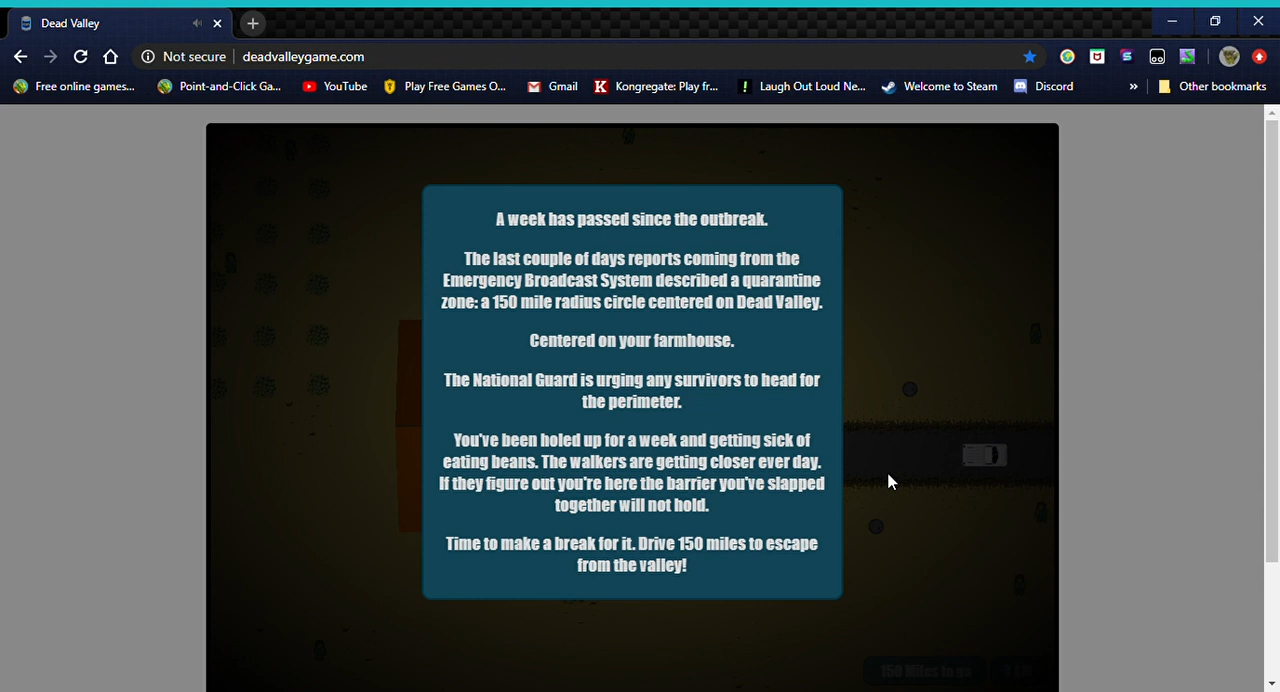 Dead Valley
Not secure deadvalleygame.com
Free online games... Point-and-Click Ga... YouTube Play Free Games O... Gmail Kongregate: Play fr... Laugh Out Loud Ne... Welcome to Steam Discord » Other bookmarks
A week has passed since the outbreak.
The last couple of days reports coming from the
Emergency Broadcast System described a quarantine
zone: a 150 mile radius circle centered on Dead Valley.
Centered on your farmhouse.
The National Guard is urging any survivors to head for
the perimeter.
You've been holed up for a week and getting sick of
eating beans. The walkers are getting closer ever day.
If they figure out you're here the barrier you've slapped
together will not hold.
Time to make a break for it. Drive 150 miles to escape
from the valley!
150 Miles to go